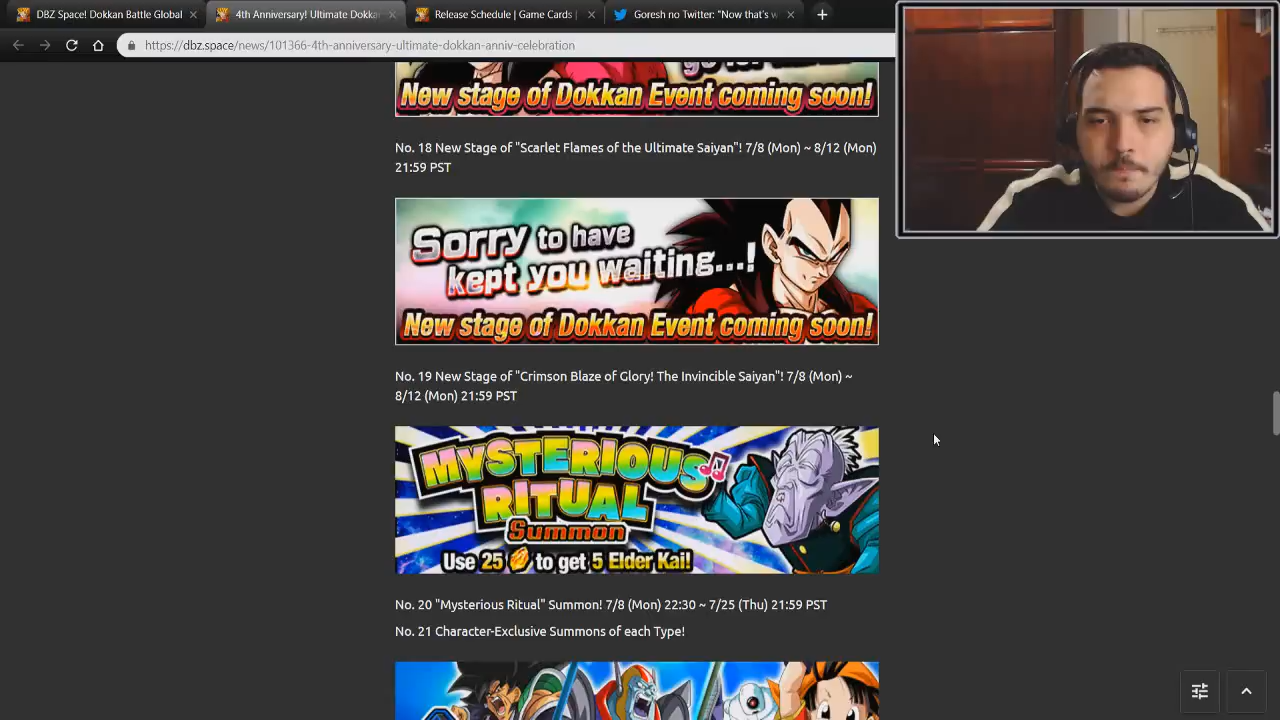 DBZ Space! Dokkan Battle Global
4th Anniversary! Ultimate Dokka
Release Schedule | Game Cards |
Goresh no Twitter: "Now that's w
https://dbz.space/news/101366-4th-anniversary-ultimate-dokkan-anniv-celebration
New stage of Dokkan Event coming soon!
No. 18 New Stage of "Scarlet Flames of the Ultimate Saiyan"! 7/8 (Mon) ~ 8/12 (Mon)
21:59 PST
Sorry to have
kept you waiting...!
New stage of Dokkan Event coming soon!
No. 19 New Stage of "Crimson Blaze of Glory! The Invincible Saiyan"! 7/8 (Mon) ~
8/12 (Mon) 21:59 PST
MYSTERIOUS
RITUAL
Summon
Use 25 to get 5 Elder Kai!
No. 20 "Mysterious Ritual" Summon! 7/8 (Mon) 22:30 ~ 7/25 (Thu) 21:59 PST
No. 21 Character-Exclusive Summons of each Type!